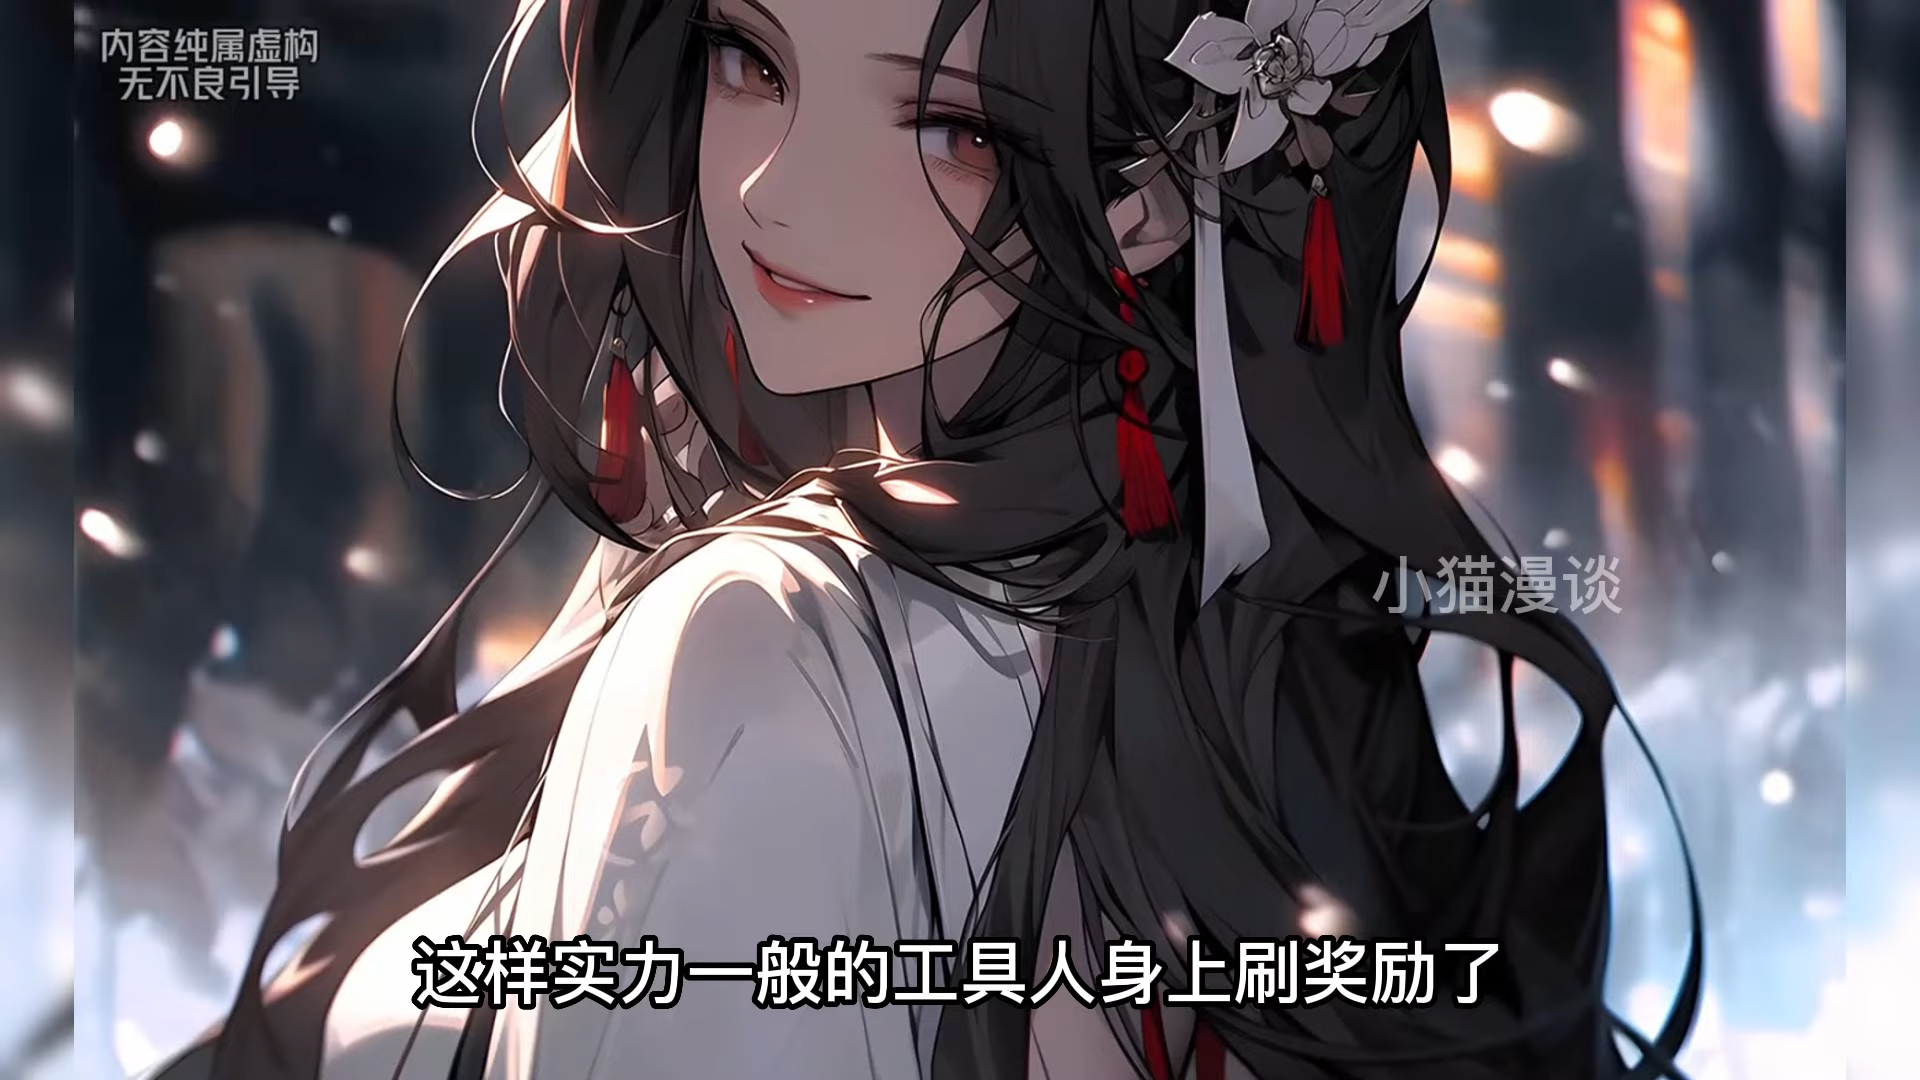 内容纯属虚构
无不良引导
小猫漫谈
这样实力一般的工具人身上刷奖励了